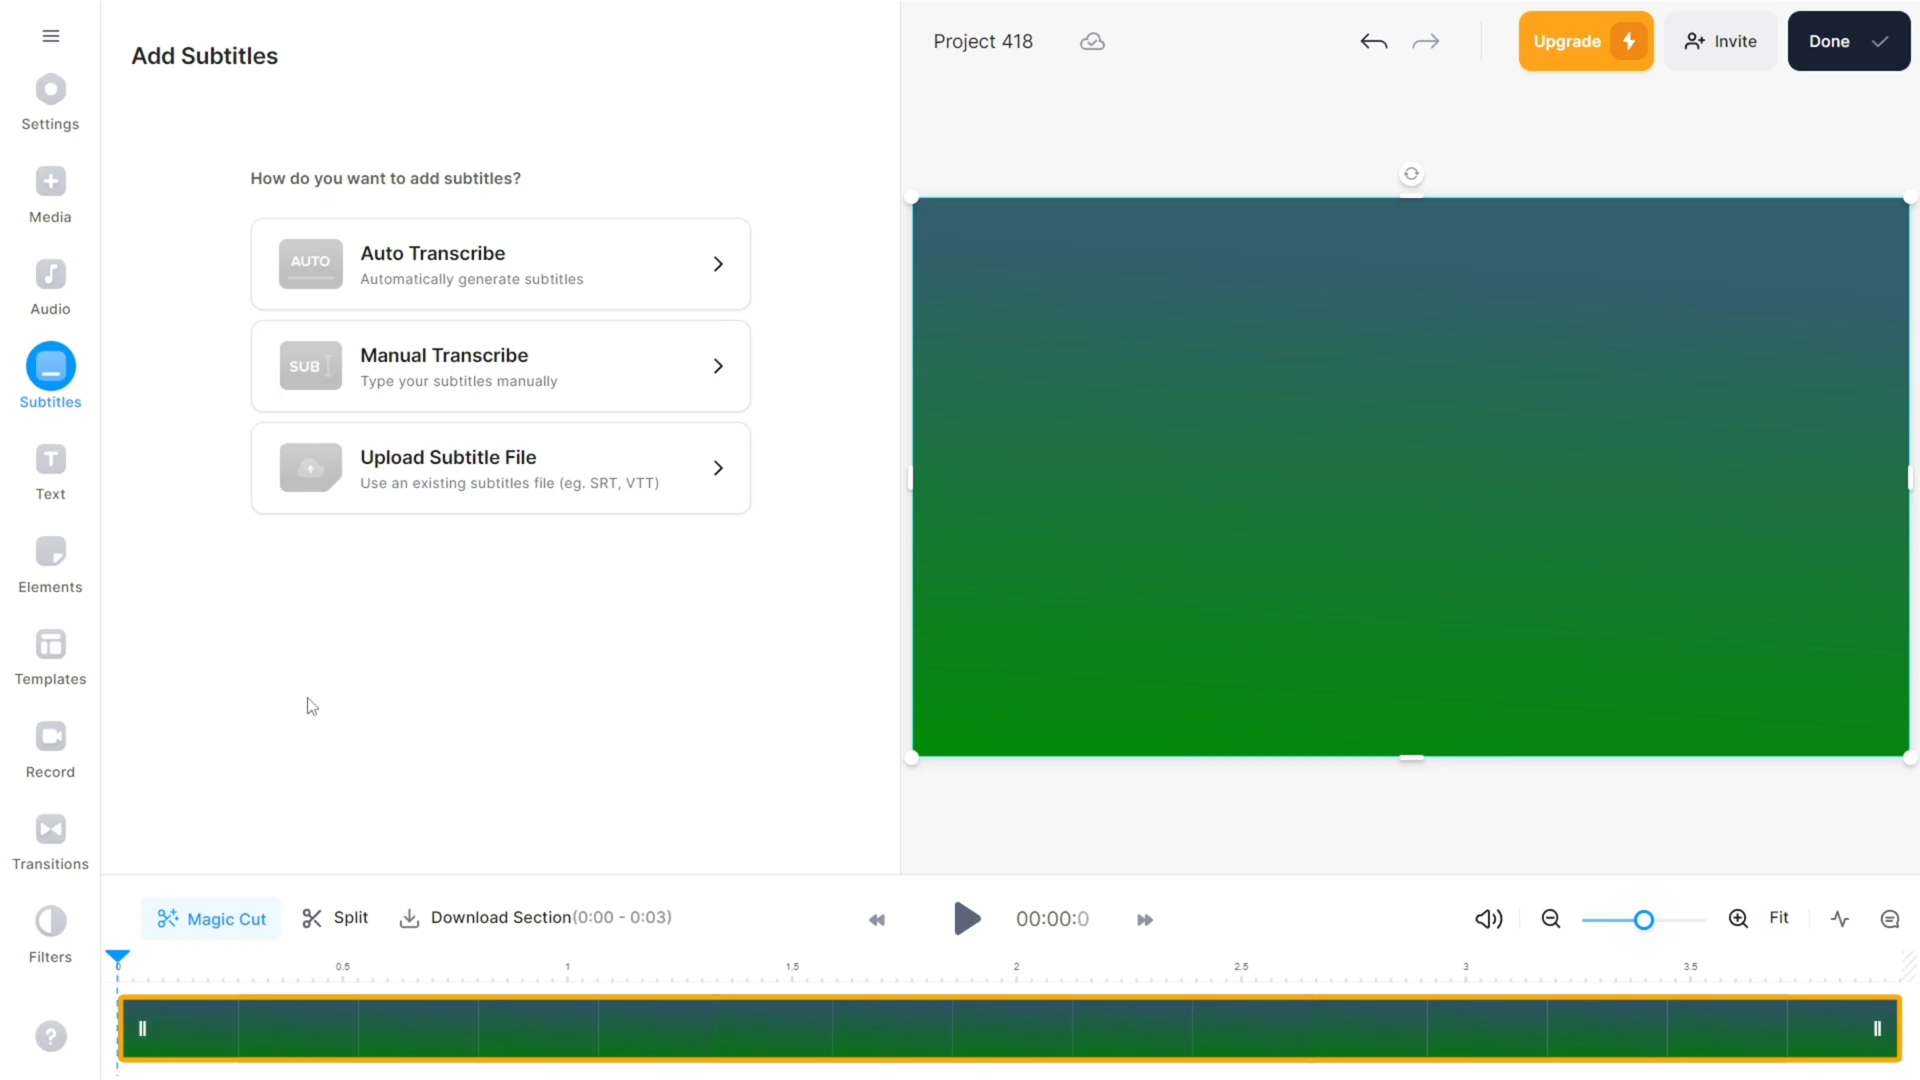 Add Subtitles
Project 418
Upgrade
Invite
Done
Settings
Media
Audio
Subtitles
Text
Elements
Templates
Record
Transitions
Filters
?
How do you want to add subtitles?
AUTO
Auto Transcribe
Automatically generate subtitles
SUB
Manual Transcribe
Type your subtitles manually
Upload Subtitle File
Use an existing subtitles file (eg. SRT, VTT)
Magic Cut
Split
Download Section(0:00 - 0:03)
00:00:0
Fit
0 0.5 1 1.5 2 2.5 3 3.5